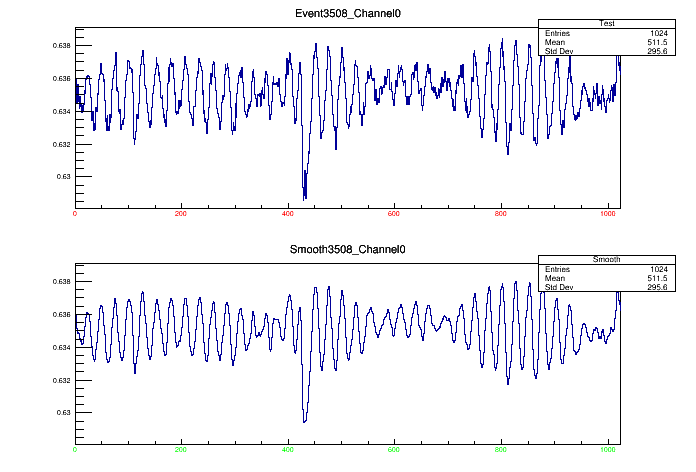 Event3508_Channel0
Test
Entries 1024
Mean 511.5
Std Dev 295.6
0.638
0.636
0.634
0.632
0.63
0 200 400 600 800 1000
Smooth3508_Channel0
Smooth
Entries 1024
Mean 511.5
Std Dev 295.6
0.638
0.636
0.634
0.632
0.63
0 200 400 600 800 1000